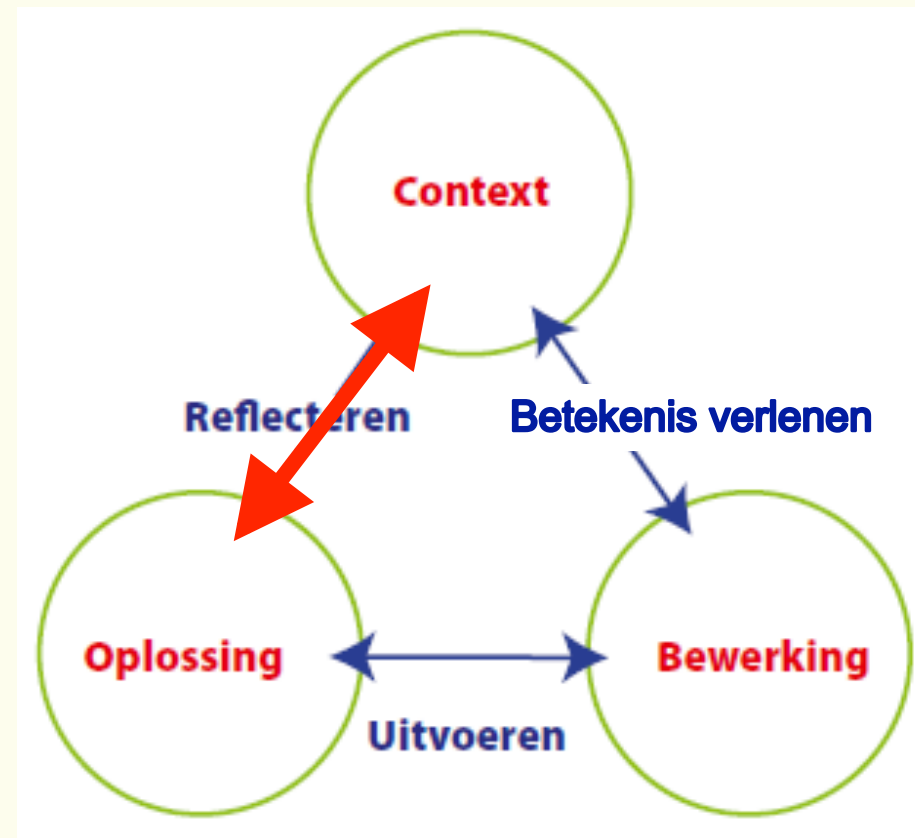 Context
Reflecteren
Betekenis verlenen
Oplossing
Bewerking
Uitvoeren